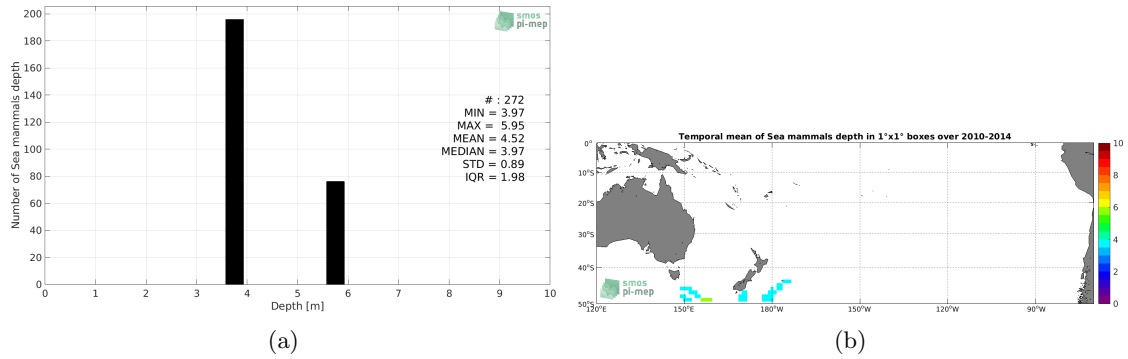 smos
pi-mep
200
180
160
140
120
100
80
60
40
20
0
Number of Sea mammals depth
# : 272
MIN = 3.97
MAX = 5.95
MEAN = 4.52
MEDIAN = 3.97
STD = 0.89
IQR = 1.98
0 1 2 3 4 5 6 7 8 9 10
Depth [m]
(a)
Temporal mean of Sea mammals depth in 1°x1° boxes over 2010-2014
0°
10°S
20°S
30°S
40°S
50°S
120°E 150°E 180°W 150°W 120°W 90°W
smos
pi-mep
10
8
6
4
2
0
(b)